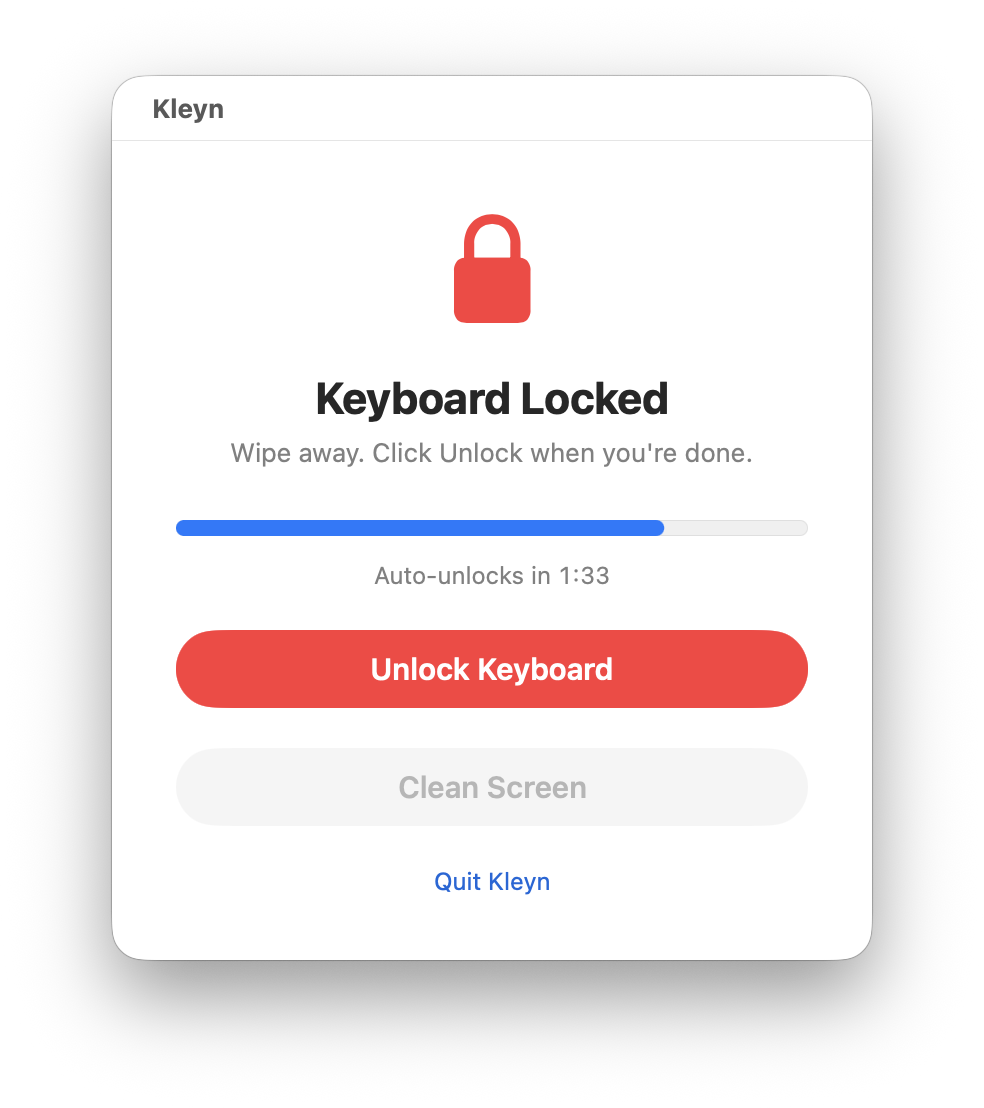 Kleyn
Keyboard Locked
Wipe away. Click Unlock when you're done.
Auto-unlocks in 1:33
Unlock Keyboard
Clean Screen
Quit Kleyn